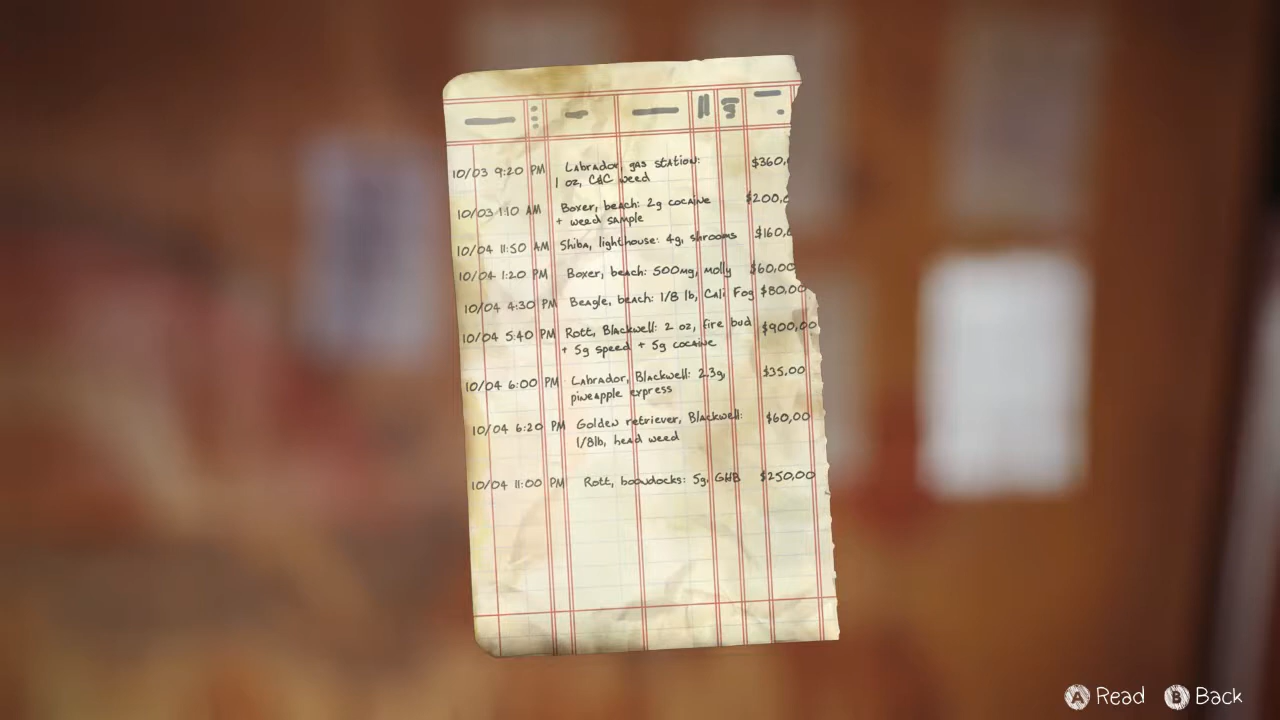 10/03 9:20 PM Labrador, gas station: $360,
1 oz, CBC weed
10/03 1:10 AM Boxer, beach: 2g cocaine $200,
+ weed sample
10/04 11:50 AM Shiba, lighthouse: 4g, shrooms $160,
10/04 1:20 PM Boxer, beach: 500mg, molly $60,00
10/04 4:30 PM Beagle, beach: 1/8 lb, Cali Fog $80,00
10/04 5:40 PM Rott, Blackwell: 2 oz, fire bud $900,00
+ 5g speed + 5g cocaine
10/04 6:00 PM Labrador, Blackwell: 2.3g, $35.00
pineapple express
10/04 6:20 PM Golden retriever, Blackwell: $60,00
1/8lb, head weed
10/04 11:00 PM Rott, boowdocks: 5g, GHB $250,00
A Read B Back